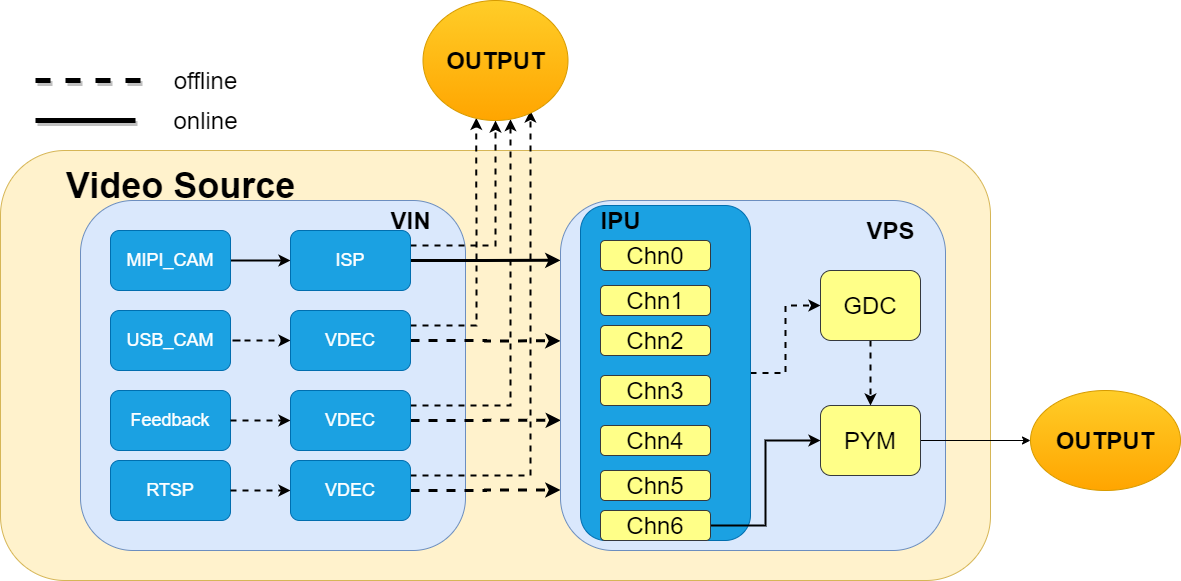 OUTPUT
offline
online
Video Source
VIN
IPU
VPS
MIPI_CAM
ISP
Chn0
Chn1
GDC
USB_CAM
VDEC
Chn2
Chn3
Feedback
VDEC
Chn4
PYM
OUTPUT
RTSP
VDEC
Chn5
Chn6